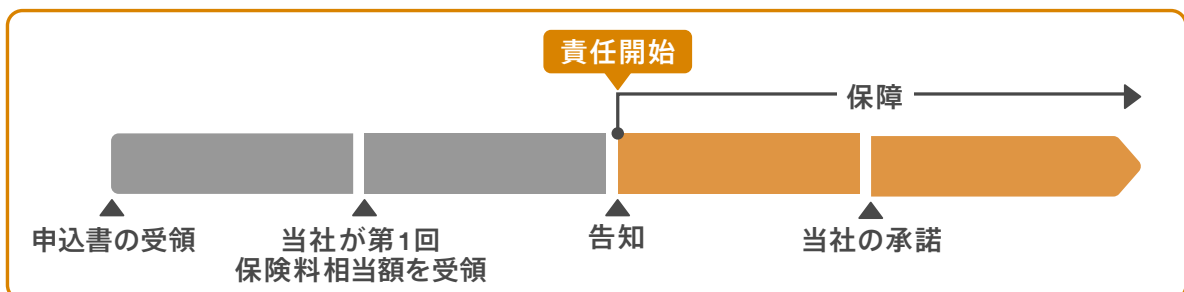 責任開始
保障
申込書の受領
当社が第1回
保険料相当額を受領
告知
当社の承諾